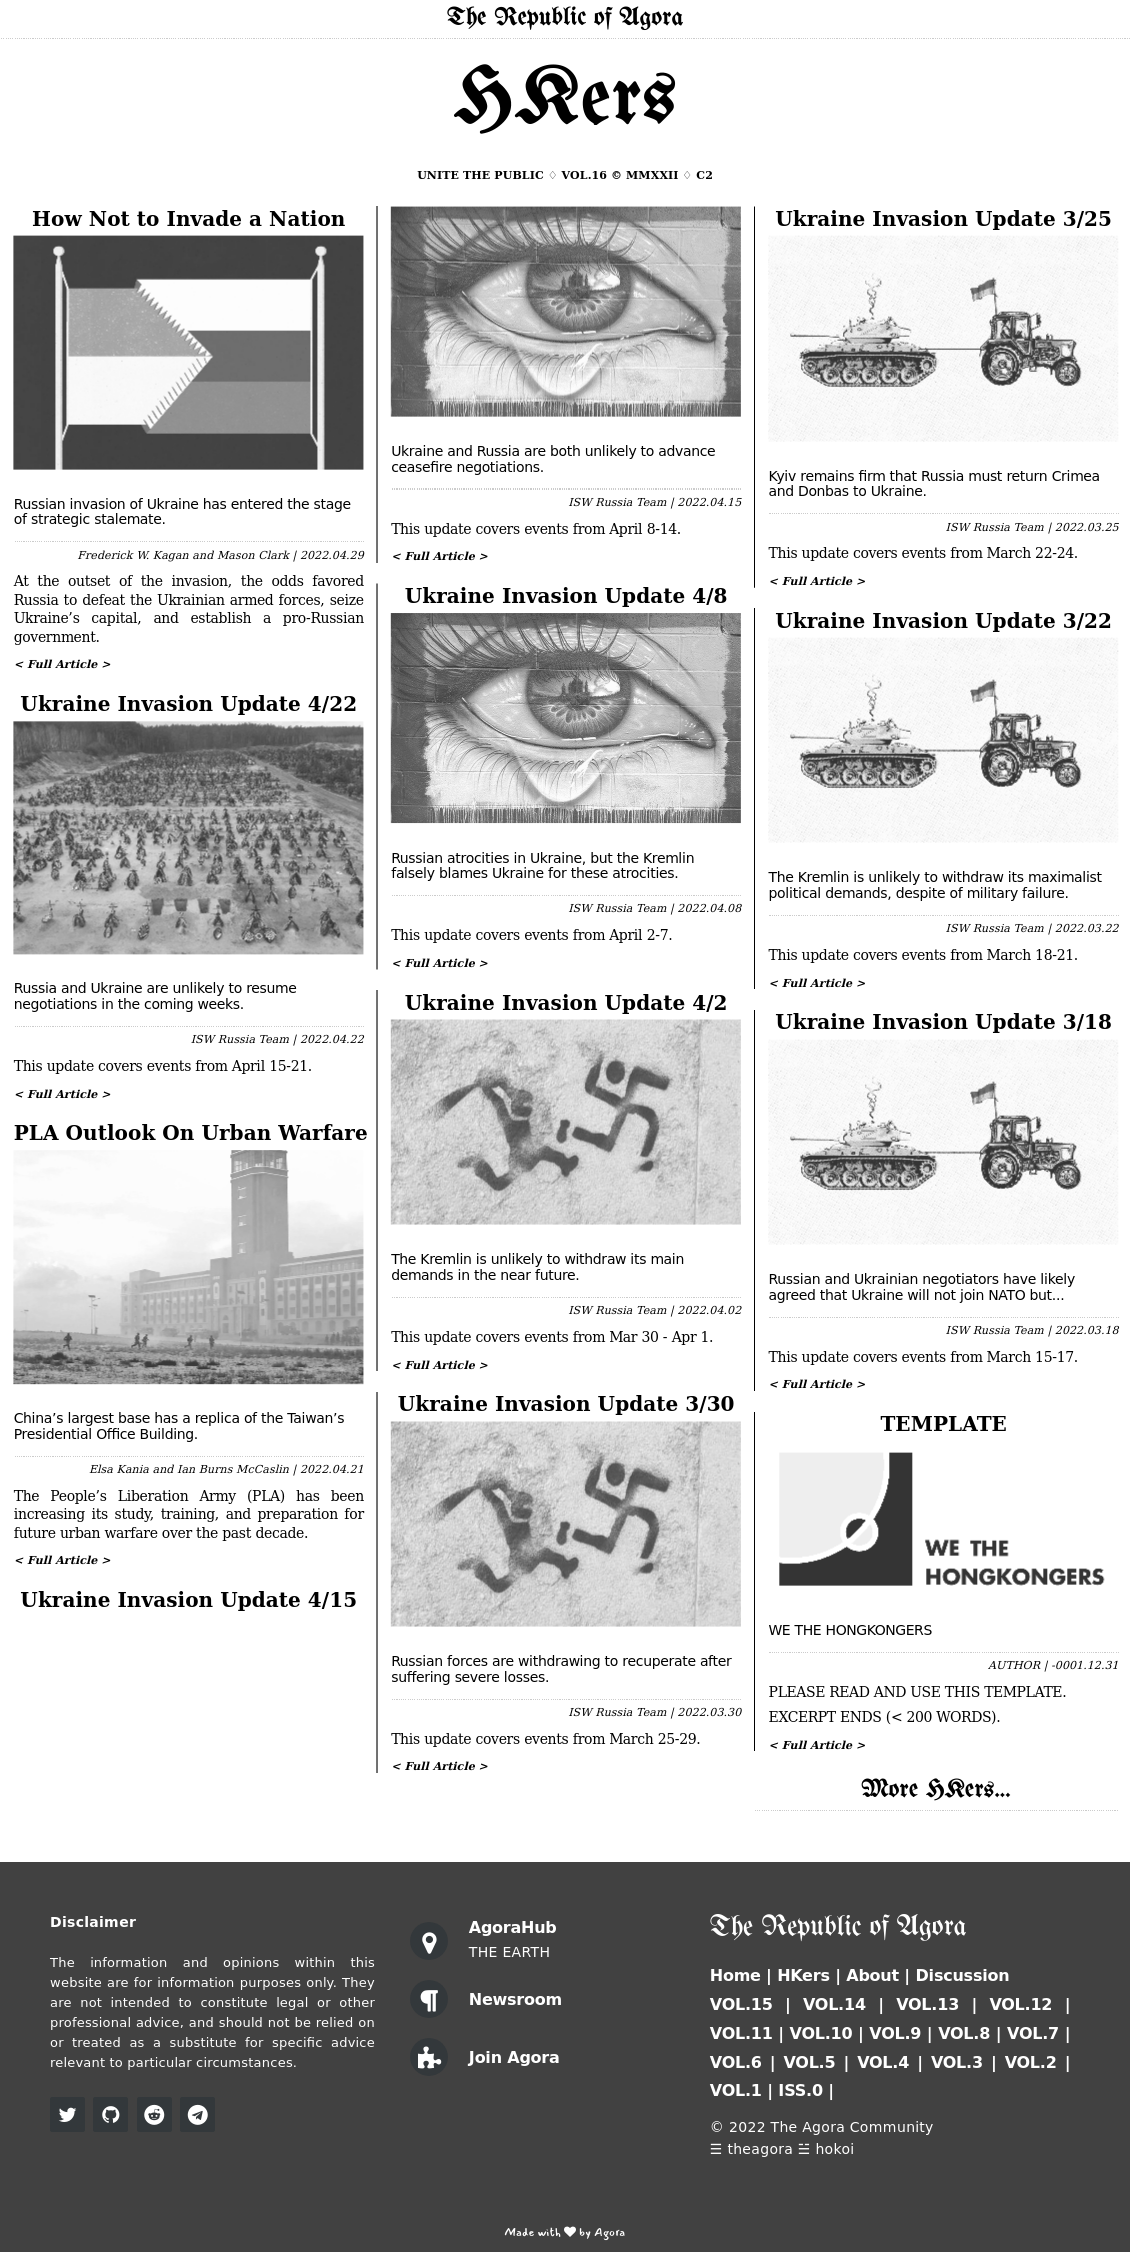 The Republic of Agora
HKers
UNITE THE PUBLIC ♢ VOL.16 © MMXXII ♢ C2
How Not to Invade a Nation
Russian invasion of Ukraine has entered the stage
of strategic stalemate.
Frederick W. Kagan and Mason Clark | 2022.04.29
At the outset of the invasion, the odds favored
Russia to defeat the Ukrainian armed forces, seize
Ukraine’s capital, and establish a pro-Russian
government.
< Full Article >
Ukraine Invasion Update 4/22
Russia and Ukraine are unlikely to resume
negotiations in the coming weeks.
ISW Russia Team | 2022.04.22
This update covers events from April 15-21.
< Full Article >
PLA Outlook On Urban Warfare
China’s largest base has a replica of the Taiwan’s
Presidential Office Building.
Elsa Kania and Ian Burns McCaslin | 2022.04.21
The People’s Liberation Army (PLA) has been
increasing its study, training, and preparation for
future urban warfare over the past decade.
< Full Article >
Ukraine Invasion Update 4/15
Ukraine and Russia are both unlikely to advance
ceasefire negotiations.
ISW Russia Team | 2022.04.15
This update covers events from April 8-14.
< Full Article >
Ukraine Invasion Update 4/8
Russian atrocities in Ukraine, but the Kremlin
falsely blames Ukraine for these atrocities.
ISW Russia Team | 2022.04.08
This update covers events from April 2-7.
< Full Article >
Ukraine Invasion Update 4/2
The Kremlin is unlikely to withdraw its main
demands in the near future.
ISW Russia Team | 2022.04.02
This update covers events from Mar 30 - Apr 1.
< Full Article >
Ukraine Invasion Update 3/30
Russian forces are withdrawing to recuperate after
suffering severe losses.
ISW Russia Team | 2022.03.30
This update covers events from March 25-29.
< Full Article >
Ukraine Invasion Update 3/25
Kyiv remains firm that Russia must return Crimea
and Donbas to Ukraine.
ISW Russia Team | 2022.03.25
This update covers events from March 22-24.
< Full Article >
Ukraine Invasion Update 3/22
The Kremlin is unlikely to withdraw its maximalist
political demands, despite of military failure.
ISW Russia Team | 2022.03.22
This update covers events from March 18-21.
< Full Article >
Ukraine Invasion Update 3/18
Russian and Ukrainian negotiators have likely
agreed that Ukraine will not join NATO but...
ISW Russia Team | 2022.03.18
This update covers events from March 15-17.
< Full Article >
TEMPLATE
WE THE
HONGKONGERS
WE THE HONGKONGERS
AUTHOR | -0001.12.31
PLEASE READ AND USE THIS TEMPLATE.
EXCERPT ENDS (< 200 WORDS).
< Full Article >
More HKers...
Disclaimer
The information and opinions within this
website are for information purposes only. They
are not intended to constitute legal or other
professional advice, and should not be relied on
or treated as a substitute for specific advice
relevant to particular circumstances.
AgoraHub
THE EARTH
Newsroom
Join Agora
The Republic of Agora
Home | HKers | About | Discussion
VOL.15 | VOL.14 | VOL.13 | VOL.12 |
VOL.11 | VOL.10 | VOL.9 | VOL.8 | VOL.7 |
VOL.6 | VOL.5 | VOL.4 | VOL.3 | VOL.2 |
VOL.1 | ISS.0 |
© 2022 The Agora Community
☰ theagora ☱ hokoi
Made with ♥ by Agora